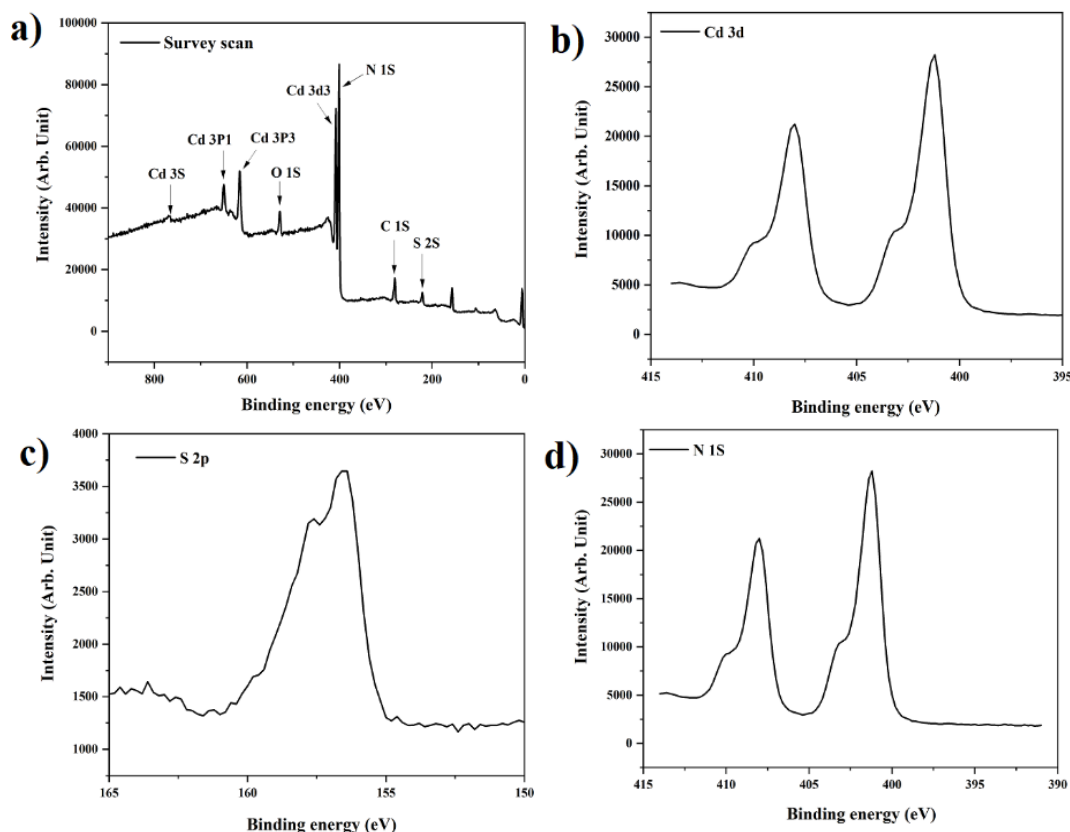 a)
Survey scan
N 1S
Cd 3d3
Cd 3P1
Cd 3P3
Cd 3S
O 1S
C 1S
S 2S
100000
80000
60000
40000
20000
0
800 600 400 200 0
Intensity (Arb. Unit)
Binding energy (eV)
b)
Cd 3d
30000
25000
20000
15000
10000
5000
0
415 410 405 400 395
Intensity (Arb. Unit)
Binding energy (eV)
c)
S 2p
4000
3500
3000
2500
2000
1500
1000
165 160 155 150
Intensity (Arb. Unit)
Binding energy (eV)
d)
N 1S
30000
25000
20000
15000
10000
5000
0
415 410 405 400 395 390
Intensity (Arb. Unit)
Binding energy (eV)